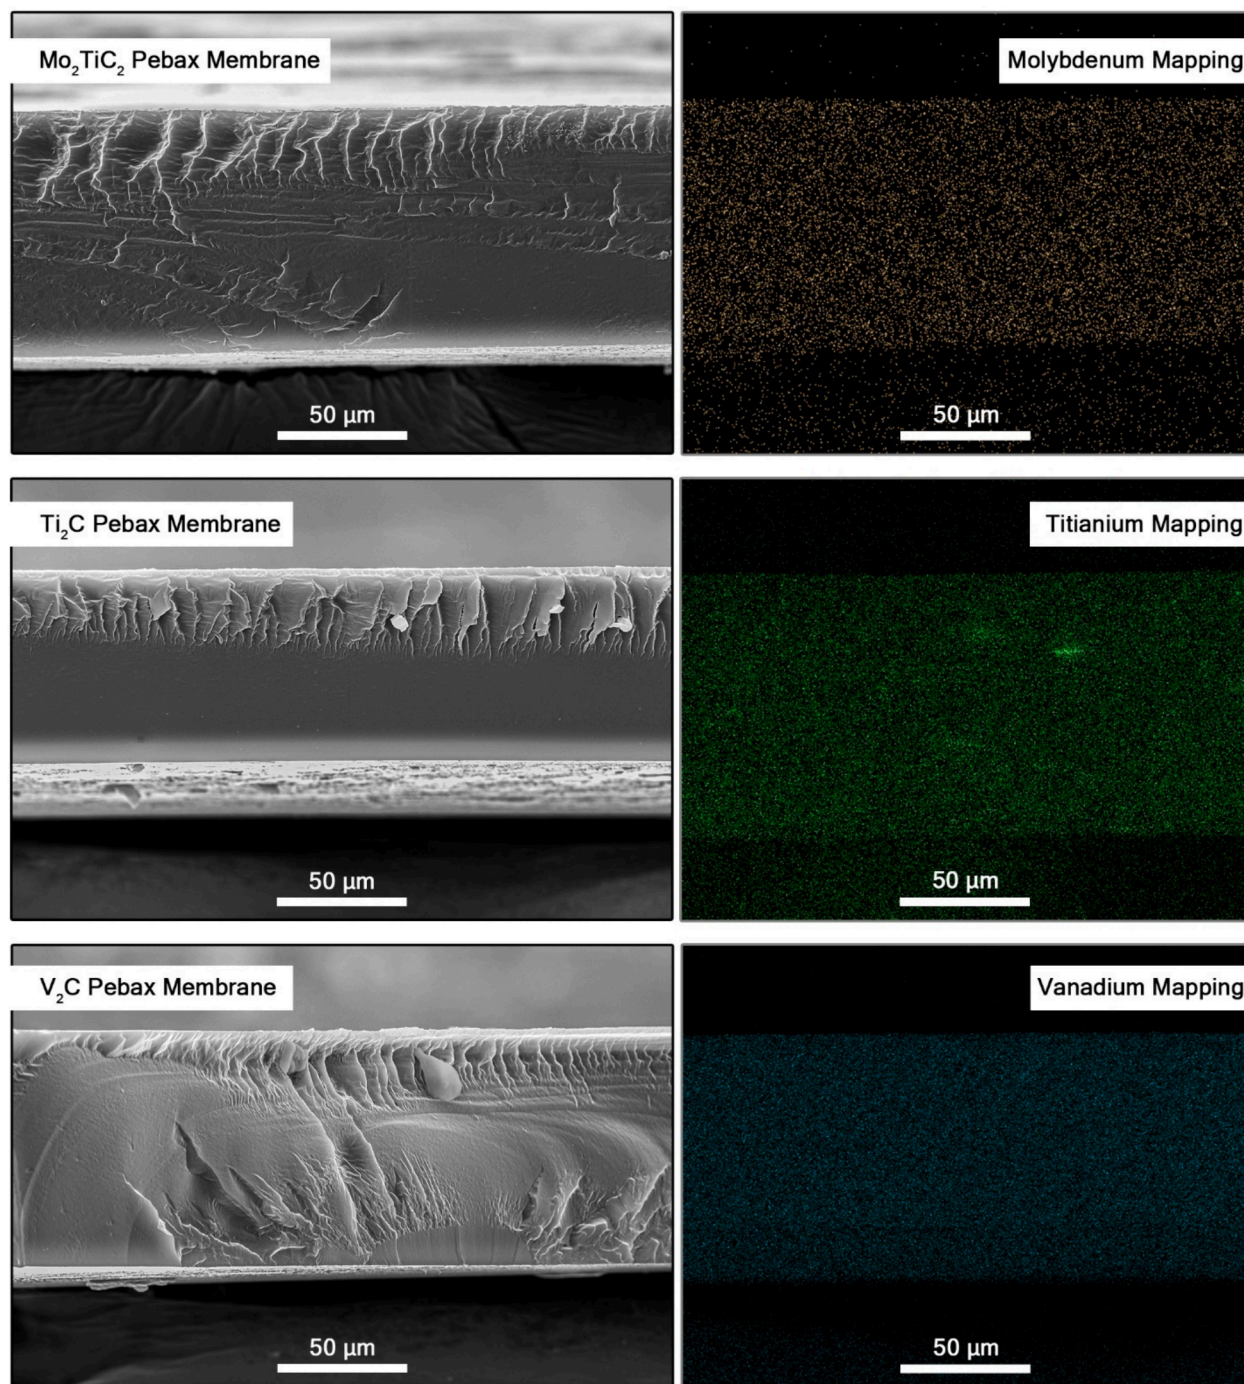 Mo₂TiC₂ Pebax Membrane
Molybdenum Mapping
50 µm
50 µm
Ti₂C Pebax Membrane
Titianium Mapping
50 µm
50 µm
V₂C Pebax Membrane
Vanadium Mapping
50 µm
50 µm